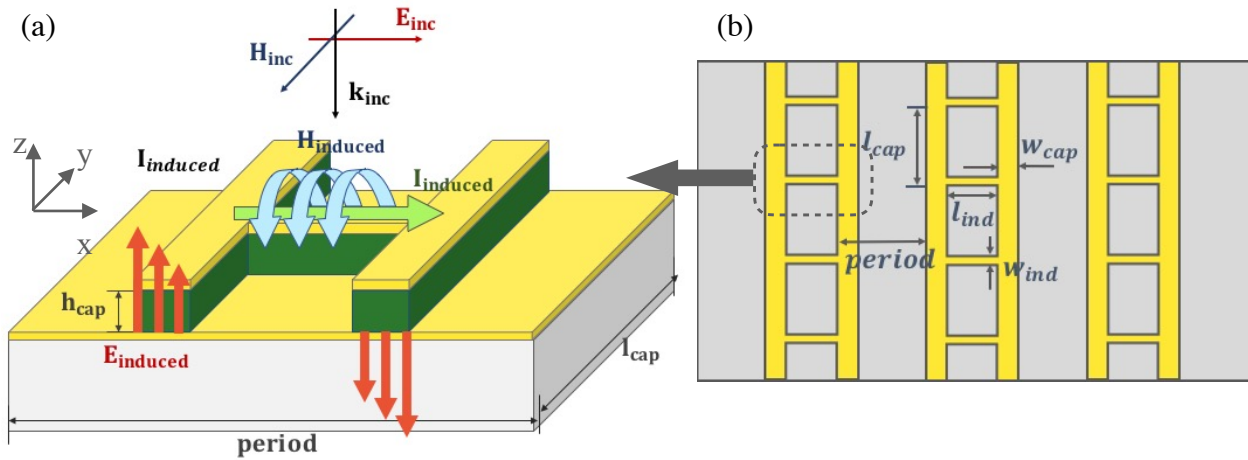 (a)
E_inc
H_inc
k_inc
z
y
x
I_induced
H_induced
I_induced
h_cap
E_induced
l_cap
period
(b)
l_cap
w_cap
l_ind
period
w_ind